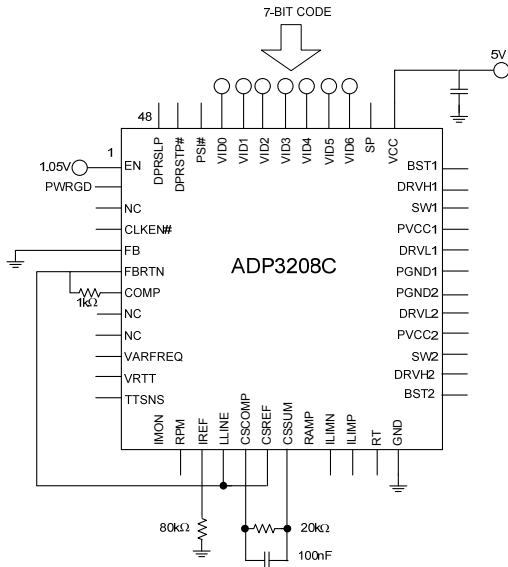 7-BIT CODE
5V
48
DPRSLP
DPRSTP#
PSI#
VID0
VID1
VID2
VID3
VID4
VID5
VID6
SP
VCC
1
1.05V
EN
PWRGD
NC
CLKEN#
FB
FBRTN
COMP
1kΩ
NC
NC
VARFREQ
VRTT
TTSNS
ADP3208C
BST1
DRVH1
SW1
PVCC1
DRVL1
PGND1
PGND2
DRVL2
PVCC2
SW2
DRVH2
BST2
IMON
RPM
IREF
LLINE
CSCOMP
CSREF
CSSUM
RAMP
ILIMN
ILIMP
RT
GND
80kΩ
20kΩ
100nF